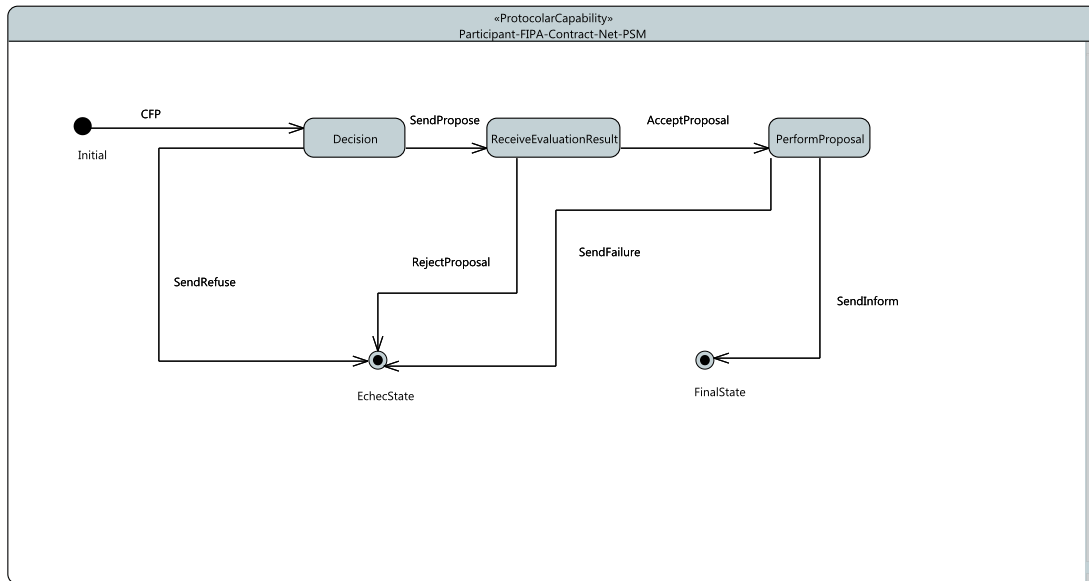 «ProtocolarCapability»
Participant-FIPA-Contract-Net-PSM
CFP
SendPropose
AcceptProposal
Decision
ReceiveEvaluationResult
PerformProposal
Initial
SendFailure
RejectProposal
SendRefuse
SendInform
EchecState
FinalState